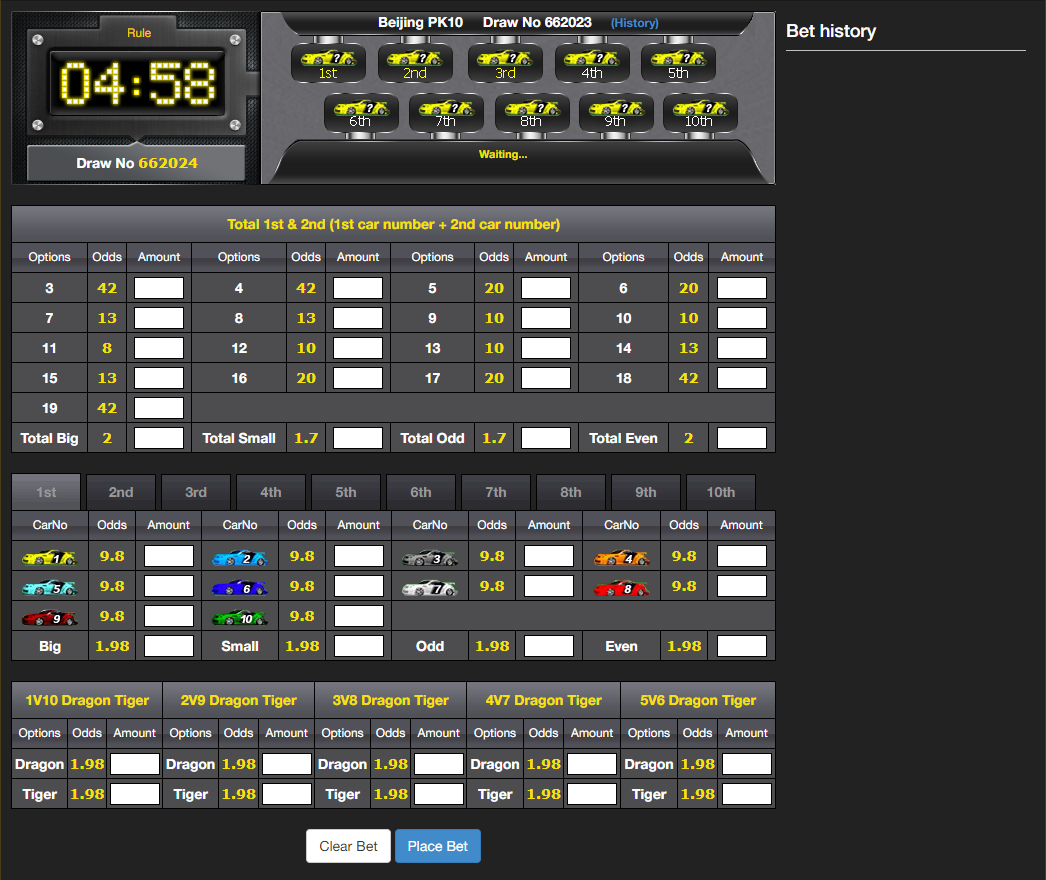 Rule
04:58
Draw No 662024
Beijing PK10 Draw No 662023 (History)
? ? ? ? ?
1st 2nd 3rd 4th 5th
? ? ? ? ?
6th 7th 8th 9th 10th
Waiting...
Bet history
Total 1st & 2nd (1st car number + 2nd car number)
Options Odds Amount Options Odds Amount Options Odds Amount Options Odds Amount
3 42 4 42 5 20 6 20
7 13 8 13 9 10 10 10
11 8 12 10 13 10 14 13
15 13 16 20 17 20 18 42
19 42
Total Big 2 Total Small 1.7 Total Odd 1.7 Total Even 2
1st 2nd 3rd 4th 5th 6th 7th 8th 9th 10th
CarNo Odds Amount CarNo Odds Amount CarNo Odds Amount CarNo Odds Amount
1 9.8 2 9.8 3 9.8 4 9.8
5 9.8 6 9.8 7 9.8 8 9.8
9 9.8 10 9.8
Big 1.98 Small 1.98 Odd 1.98 Even 1.98
1V10 Dragon Tiger 2V9 Dragon Tiger 3V8 Dragon Tiger 4V7 Dragon Tiger 5V6 Dragon Tiger
Options Odds Amount Options Odds Amount Options Odds Amount Options Odds Amount Options Odds Amount
Dragon 1.98 Dragon 1.98 Dragon 1.98 Dragon 1.98 Dragon 1.98
Tiger 1.98 Tiger 1.98 Tiger 1.98 Tiger 1.98 Tiger 1.98
Clear Bet Place Bet